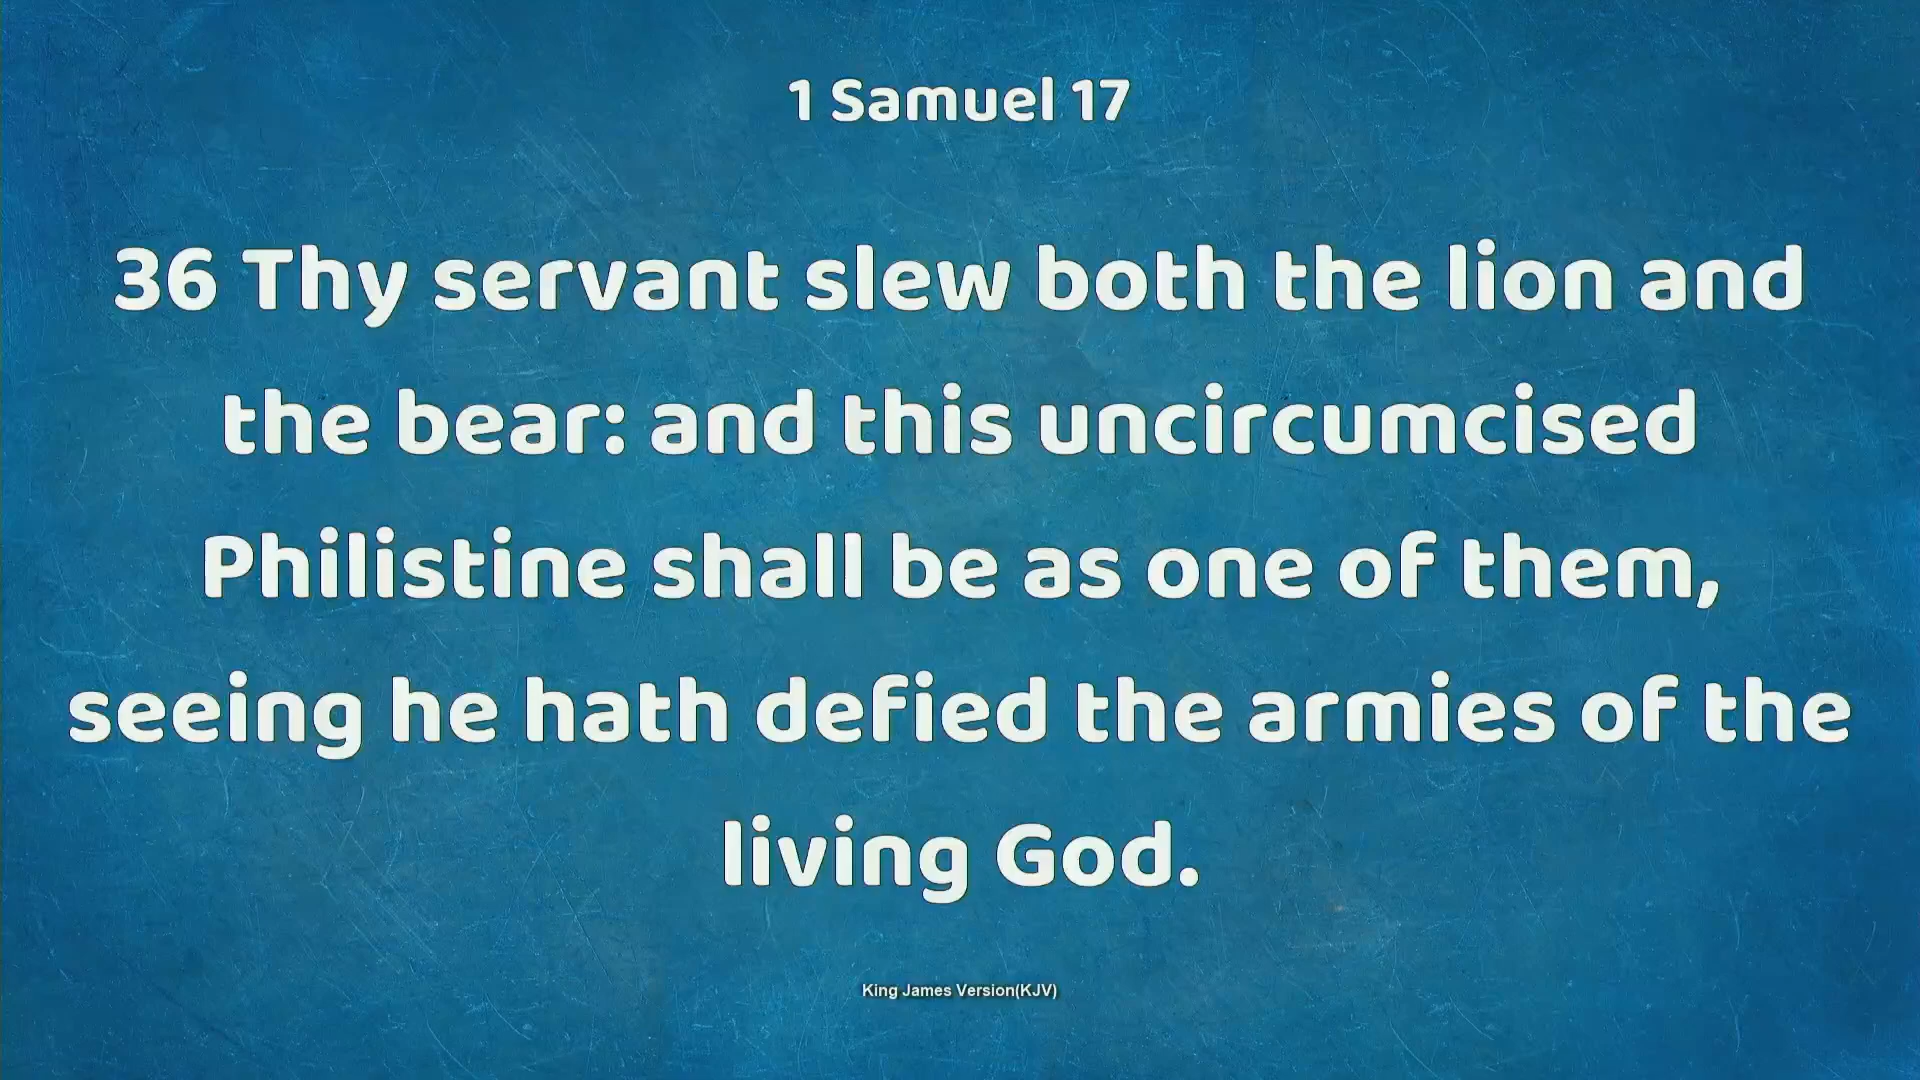 1 Samuel 17
36 Thy servant slew both the lion and
the bear: and this uncircumcised
Philistine shall be as one of them,
seeing he hath defied the armies of the
living God.
King James Version(KJV)